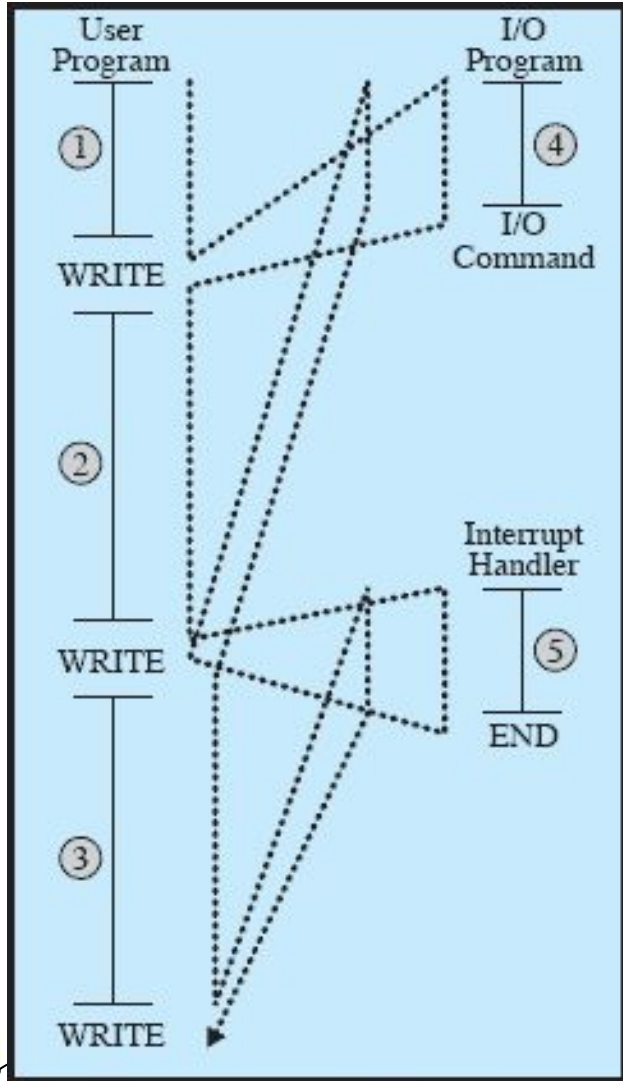 User
Program
I/O
Program
1
4
WRITE
I/O
Command
2
Interrupt
Handler
WRITE
5
END
3
WRITE